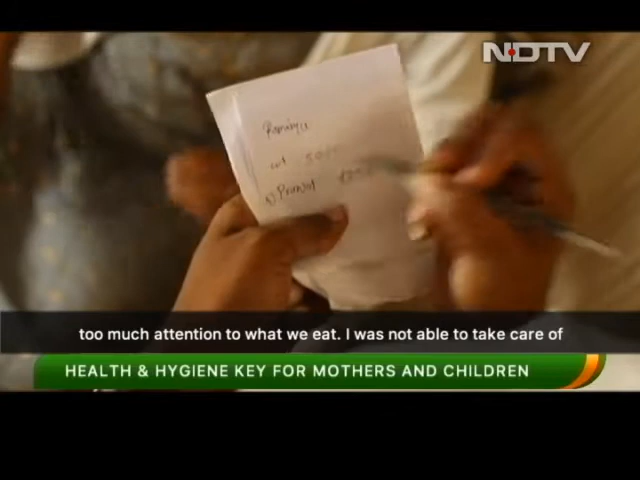 NDTV
too much attention to what we eat. I was not able to take care of
HEALTH & HYGIENE KEY FOR MOTHERS AND CHILDREN